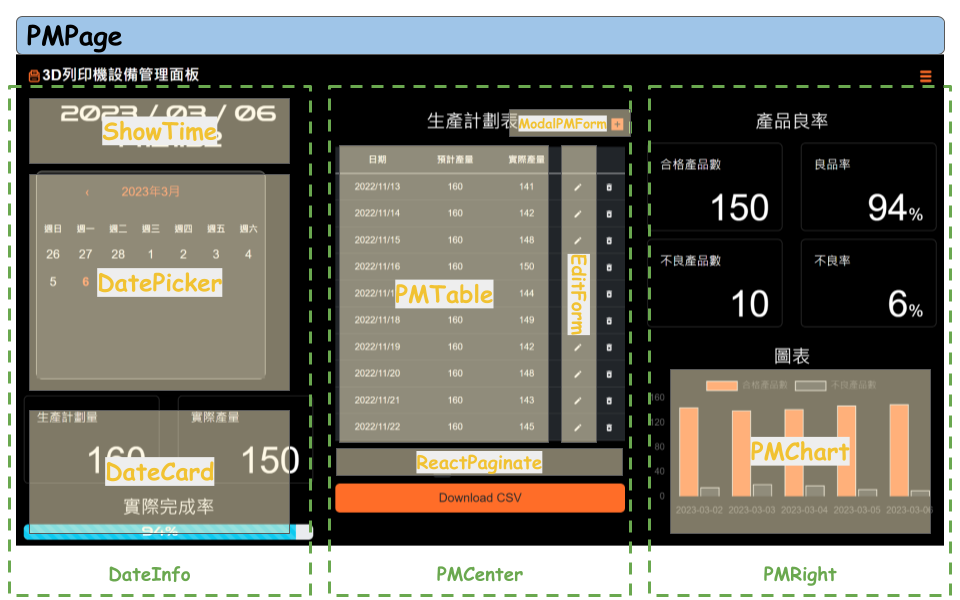 PMPage
3D列印機設備管理面板
2023 / 03 / 06
ShowTime
‹ 2023年3月
週日 週一 週二 週三 週四 週五 週六
26 27 28 1 2 3 4
5 6
DatePicker
生產計劃量 實際產量
160 150
DateCard
實際完成率
94%
DateInfo
生產計劃表
ModalPMForm +
日期 預計產量 實際產量
2022/11/13 160 141
2022/11/14 160 142
2022/11/15 160 148
2022/11/16 160 150
2022/11/1 144
PMTable
EditForm
2022/11/18 160 149
2022/11/19 160 142
2022/11/20 160 148
2022/11/21 160 143
2022/11/22 160 145
ReactPaginate
Download CSV
PMCenter
產品良率
合格產品數 良品率
150 94%
不良產品數 不良率
10 6%
圖表
合格產品數 不良產品數
160
120
80
40
0
PMChart
2023-03-02 2023-03-03 2023-03-04 2023-03-05 2023-03-06
PMRight